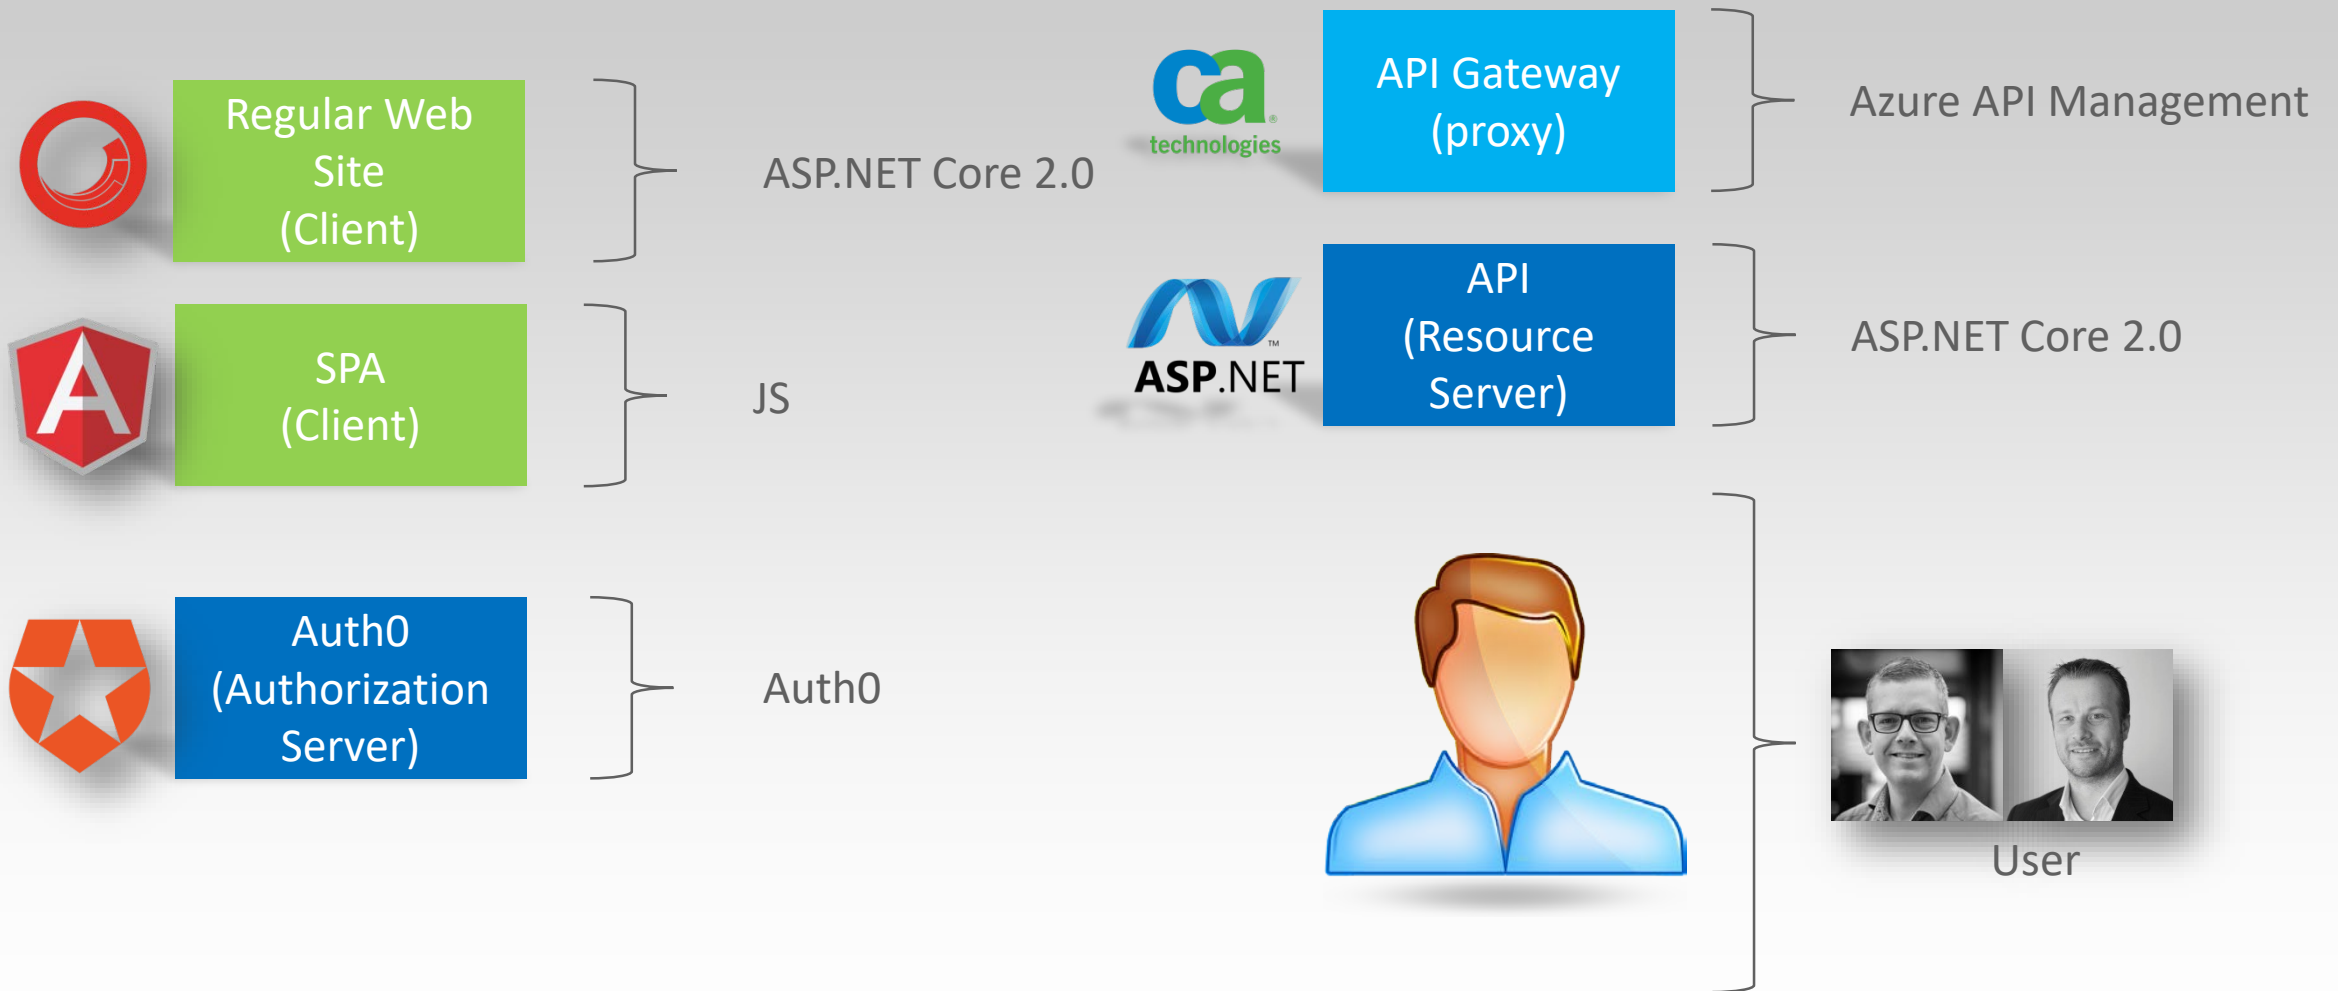 Regular Web
Site
(Client)
ASP.NET Core 2.0
SPA
(Client)
JS
Auth0
(Authorization
Server)
Auth0
ca
technologies
API Gateway
(proxy)
Azure API Management
ASP.NET
API
(Resource
Server)
ASP.NET Core 2.0
User